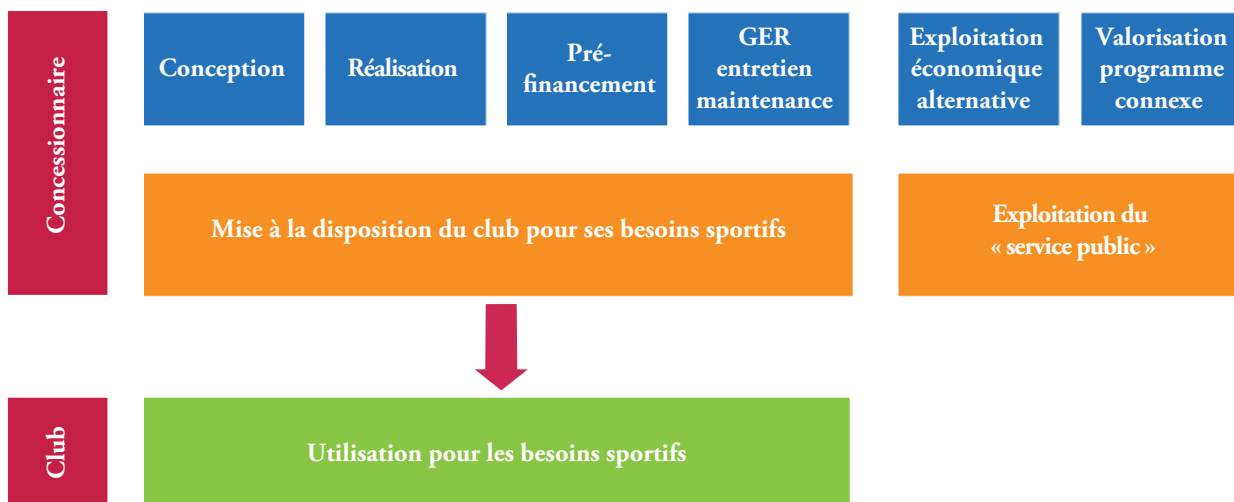 Concessionnaire
Conception
Réalisation
Pré-
financement
GER
entretien
maintenance
Exploitation
économique
alternative
Valorisation
programme
connexe
Mise à la disposition du club pour ses besoins sportifs
Exploitation du
« service public »
Club
Utilisation pour les besoins sportifs